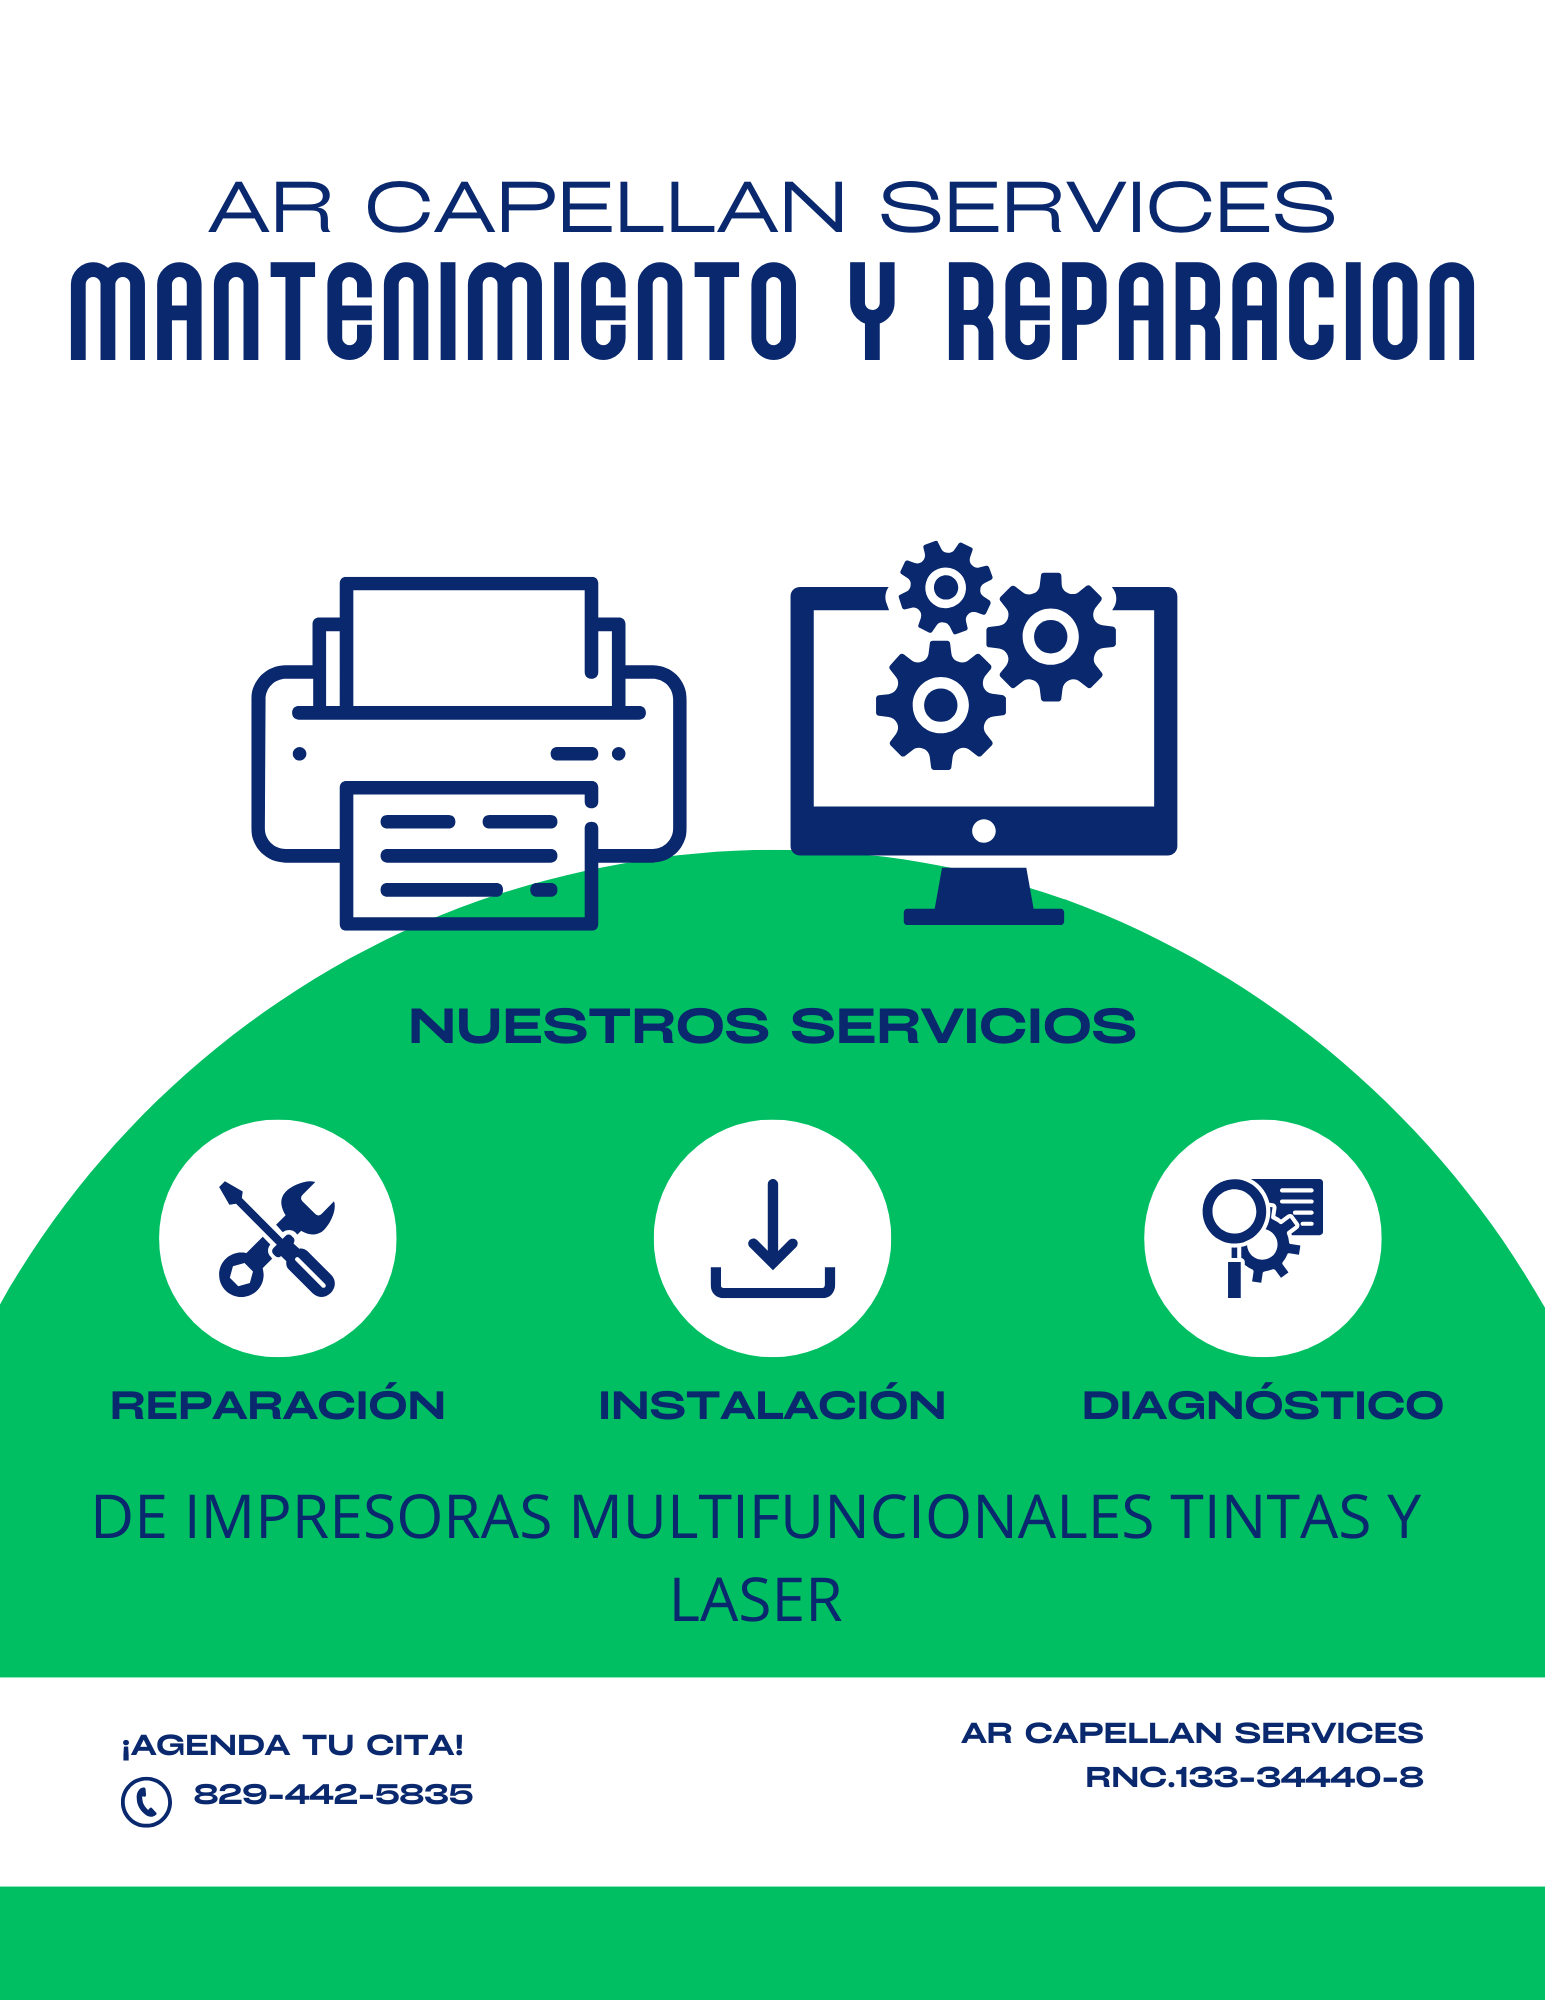 AR CAPELLAN SERVICES
MANTENIMIENTO Y REPARACION
NUESTROS SERVICIOS
REPARACIÓN
INSTALACIÓN
DIAGNÓSTICO
DE IMPRESORAS MULTIFUNCIONALES TINTAS Y
LASER
¡AGENDA TU CITA!
829-442-5835
AR CAPELLAN SERVICES
RNC.133-34440-8